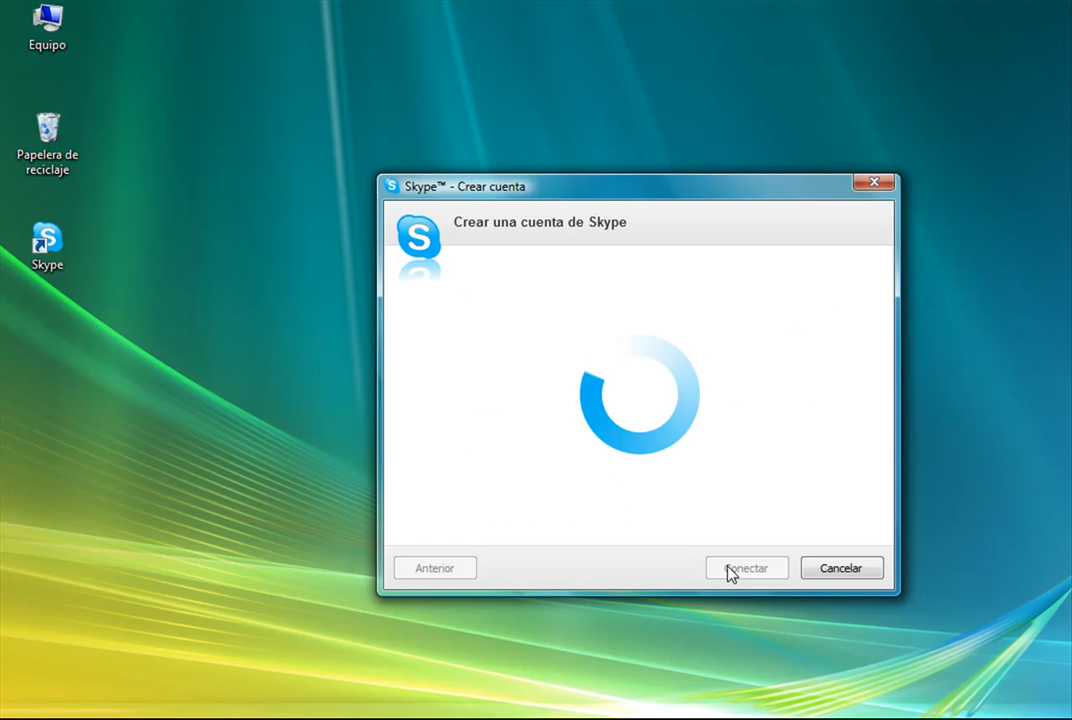 Equipo
Papelera de
reciclaje
Skype
Skype™ - Crear cuenta
Crear una cuenta de Skype
Anterior
Conectar
Cancelar